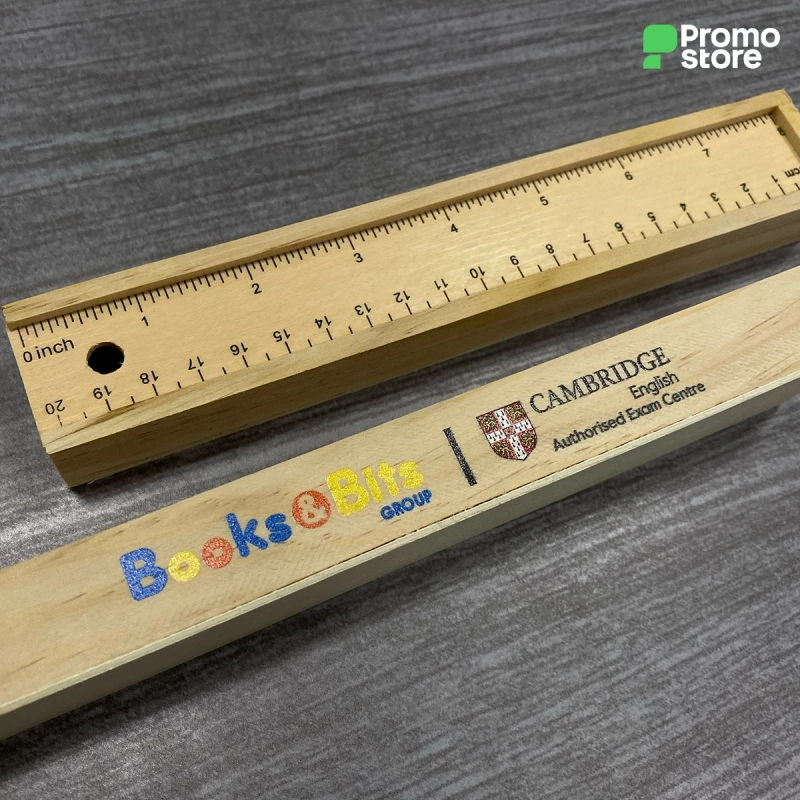 Promo
store
1 2 3 4 5 6 7 8
0 inch
20 19 18 17 16 15 14 13 12 11 10 9 8 7 6 5 4 3 2 1 cm
Books&Bits
GROUP
CAMBRIDGE
English
Authorised Exam Centre